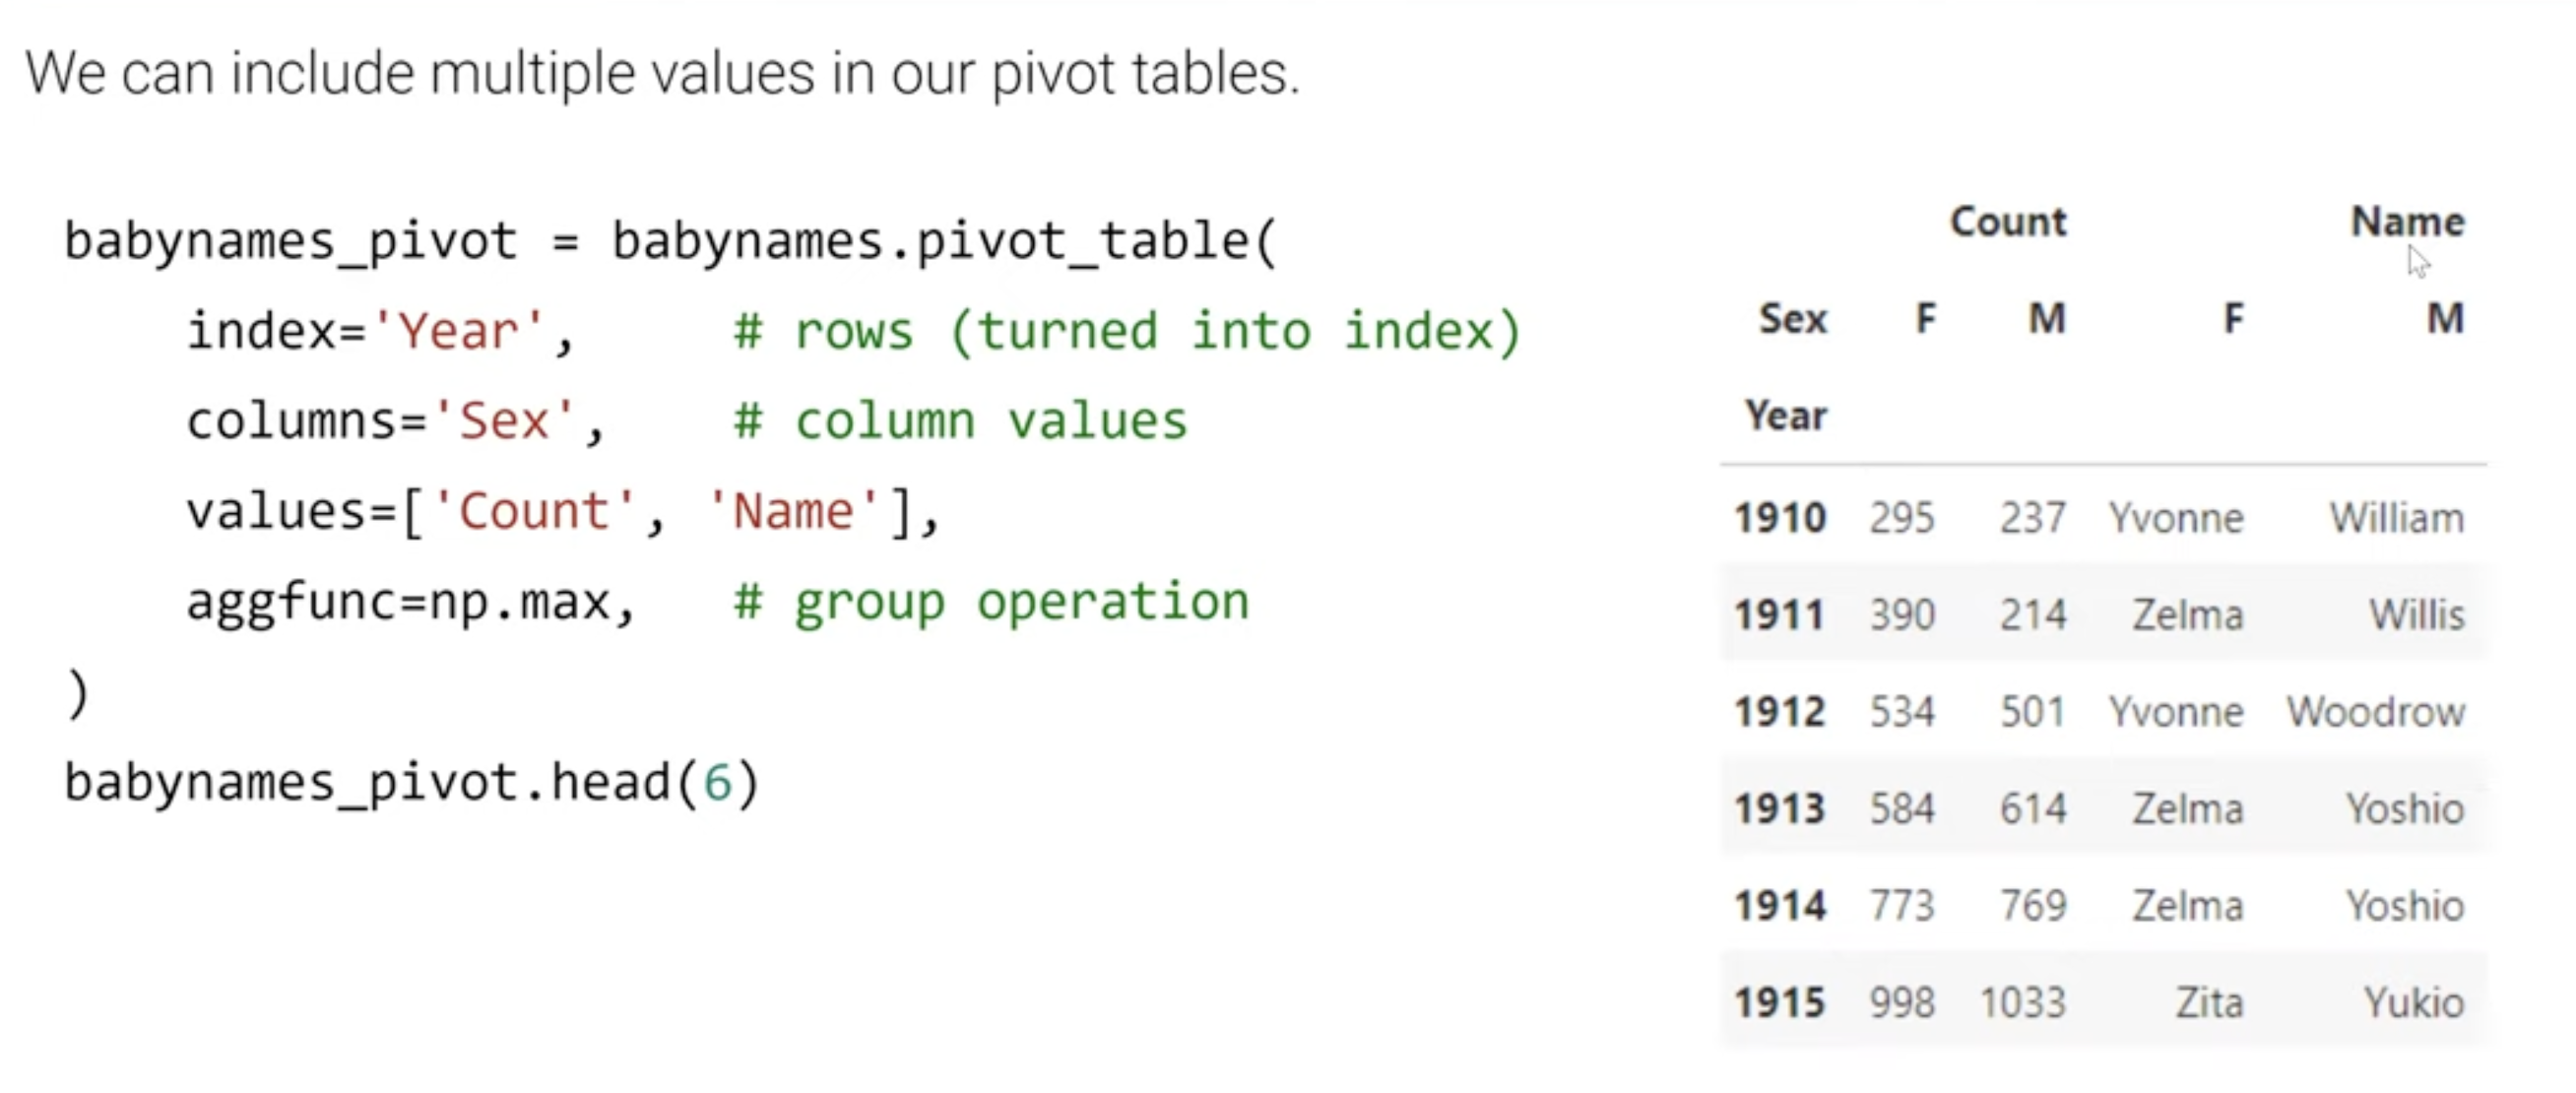 We can include multiple values in our pivot tables.
babynames_pivot = babynames.pivot_table(
index='Year', # rows (turned into index)
columns='Sex', # column values
values=['Count', 'Name'],
aggfunc=np.max, # group operation
)
babynames_pivot.head(6)
Count Name
Sex F M F M
Year
1910 295 237 Yvonne William
1911 390 214 Zelma Willis
1912 534 501 Yvonne Woodrow
1913 584 614 Zelma Yoshio
1914 773 769 Zelma Yoshio
1915 998 1033 Zita Yukio